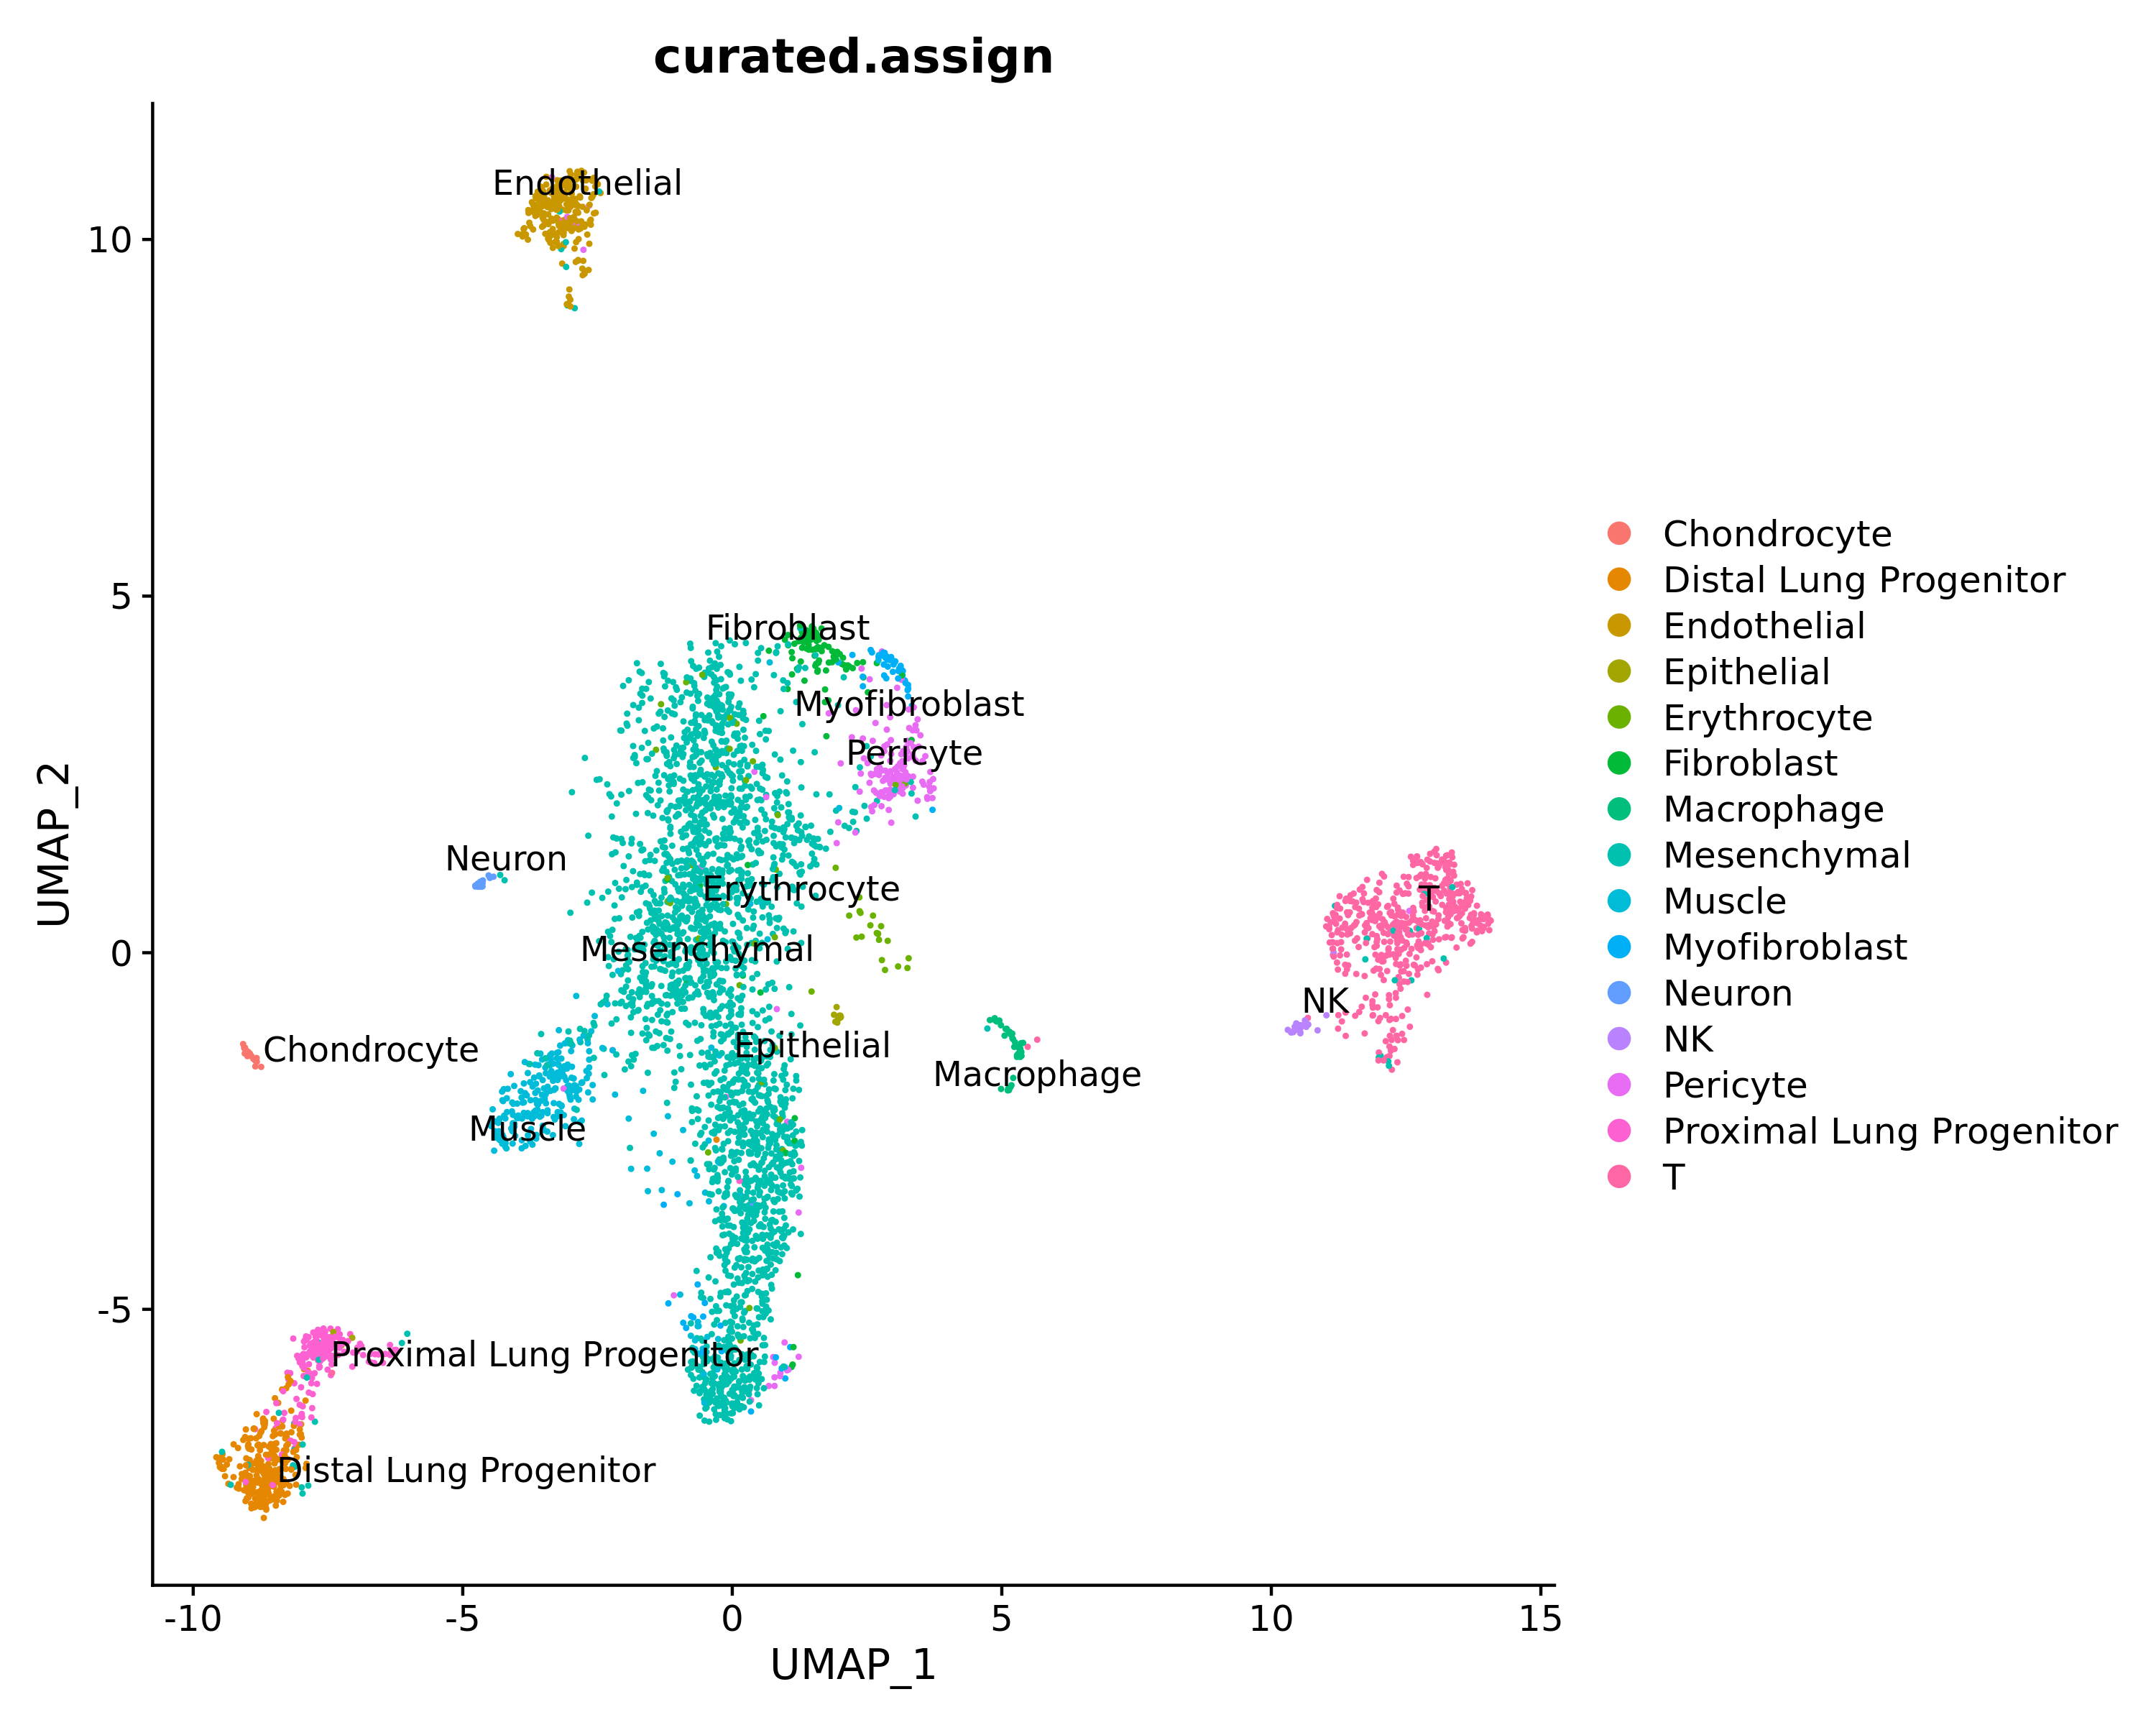 curated.assign
Endothelial
10
5
Fibroblast
Myofibroblast
Pericyte
Neuron
Erythrocyte
T
Mesenchymal
0
NK
Chondrocyte
Epithelial
Macrophage
Muscle
-5
Proximal Lung Progenitor
Distal Lung Progenitor
UMAP_2
-10
-5
0
5
10
15
UMAP_1
Chondrocyte
Distal Lung Progenitor
Endothelial
Epithelial
Erythrocyte
Fibroblast
Macrophage
Mesenchymal
Muscle
Myofibroblast
Neuron
NK
Pericyte
Proximal Lung Progenitor
T